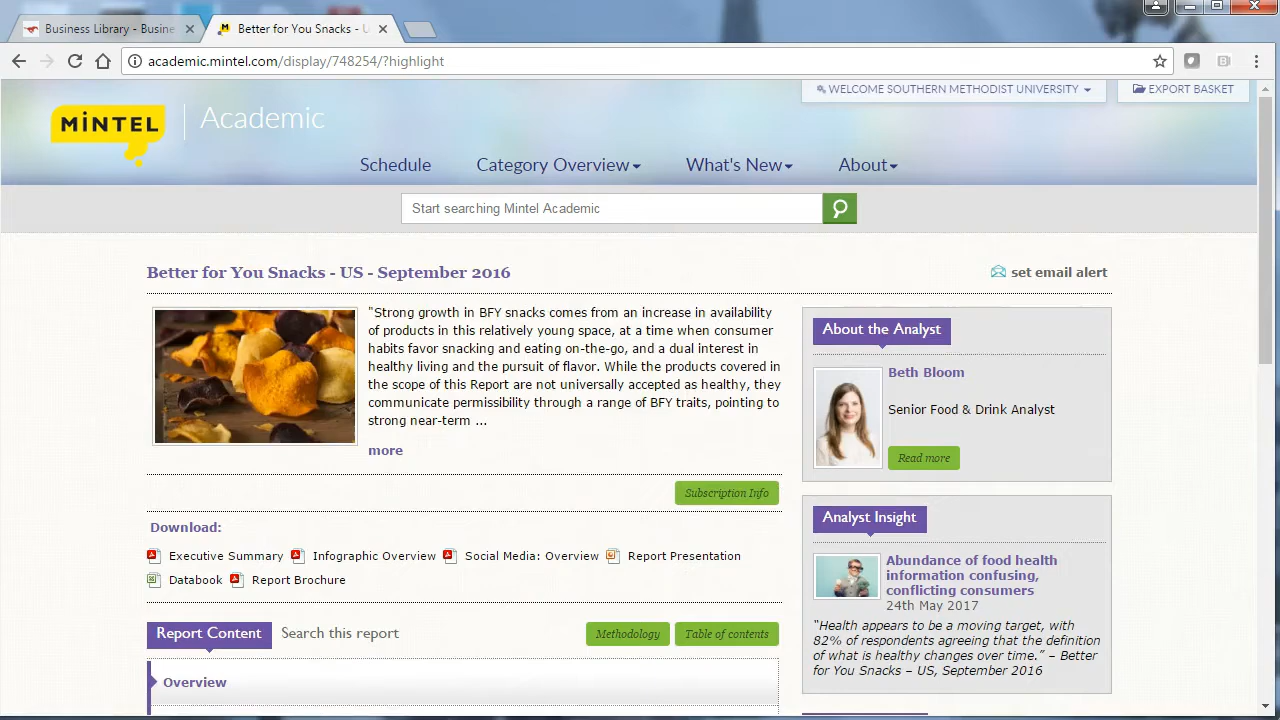 Business Library - Busine
Better for You Snacks - U
academic.mintel.com/display/748254/?highlight
WELCOME SOUTHERN METHODIST UNIVERSITY
EXPORT BASKET
MiNTEL
Academic
Schedule
Category Overview
What's New
About
Start searching Mintel Academic
Better for You Snacks - US - September 2016
set email alert
"Strong growth in BFY snacks comes from an increase in availability
of products in this relatively young space, at a time when consumer
habits favor snacking and eating on-the-go, and a dual interest in
healthy living and the pursuit of flavor. While the products covered in
the scope of this Report are not universally accepted as healthy, they
communicate permissibility through a range of BFY traits, pointing to
strong near-term ...
more
Subscription Info
Download:
Executive Summary
Infographic Overview
Social Media: Overview
Report Presentation
Databook
Report Brochure
Report Content
Search this report
Methodology
Table of contents
Overview
About the Analyst
Beth Bloom
Senior Food & Drink Analyst
Read more
Analyst Insight
Abundance of food health
information confusing,
conflicting consumers
24th May 2017
“Health appears to be a moving target, with
82% of respondents agreeing that the definition
of what is healthy changes over time.” – Better
for You Snacks – US, September 2016